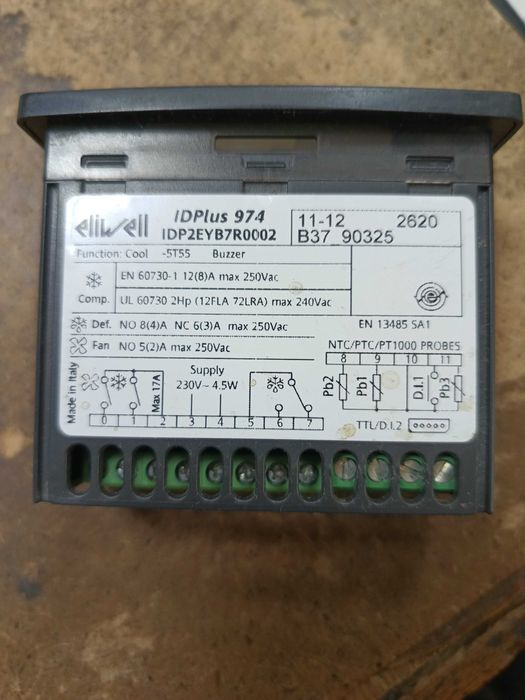 eliwell
IDPlus 974
IDP2EYB7R0002
11-12 2620
B37_90325
Function: Cool -5T55 Buzzer
EN 60730-1 12(8)A max 250Vac
Comp. UL 60730 2Hp (12FLA 72LRA) max 240Vac
Def. NO 8(4)A NC 6(3)A max 250Vac
Fan NO 5(2)A max 250Vac
EN 13485 SA1
NTC/PTC/PT1000 PROBES
8 9 10 11
Pb2 Pb1 D.I.1 Pb3
TTL/D.I.2
Made in Italy
Max 17A
Supply
230V~ 4.5W
0 1 2 3 4 5 6 7